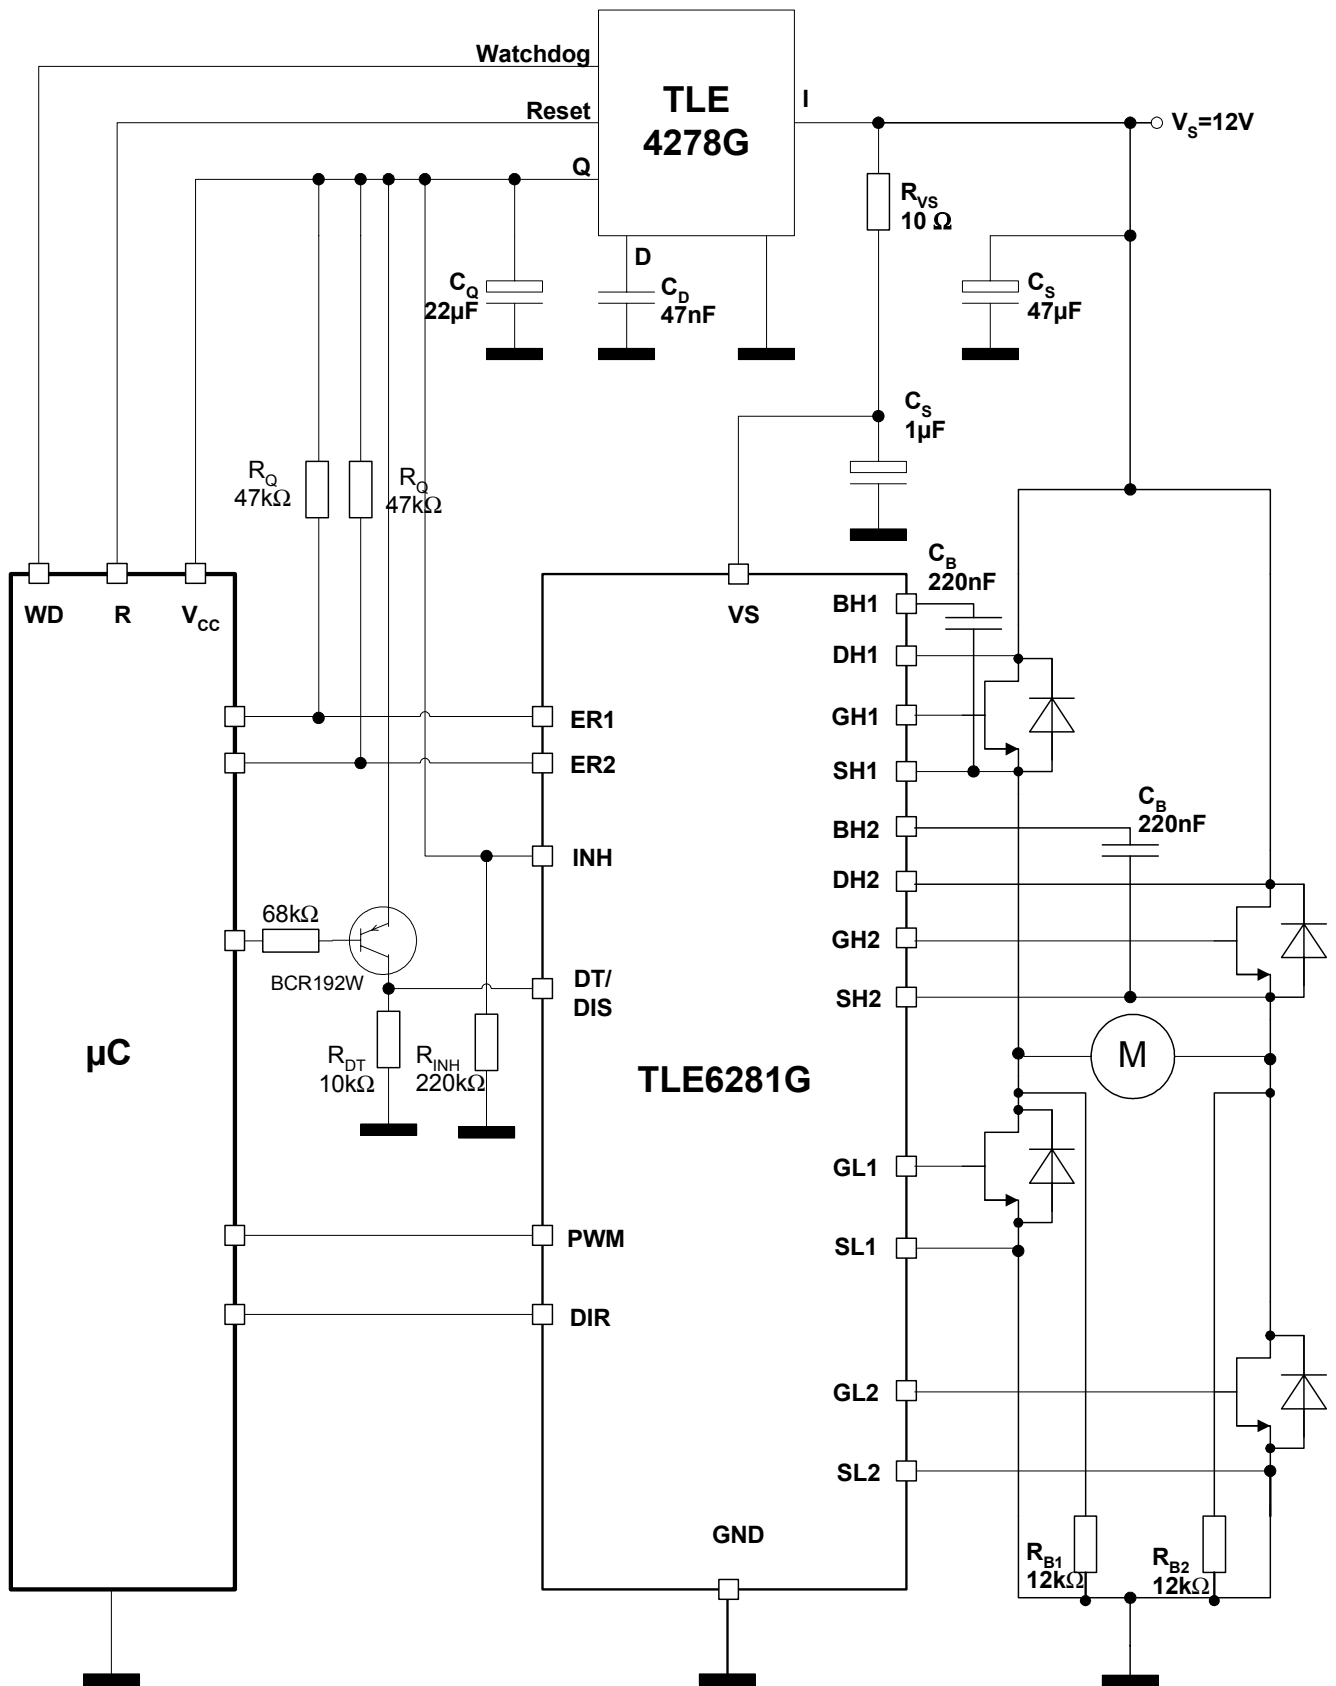 Watchdog
TLE
4278G
I
Reset
V_S=12V
Q
R_VS
10 Ω
D
C_Q
22µF
C_D
47nF
C_S
47µF
C_S
1µF
R_Q
47kΩ
R_Q
47kΩ
C_B
220nF
WD
R
V_CC
VS
BH1
DH1
ER1
GH1
ER2
SH1
C_B
220nF
BH2
INH
DH2
68kΩ
GH2
BCR192W
DT/
DIS
SH2
µC
R_DT
10kΩ
R_INH
220kΩ
TLE6281G
M
GL1
PWM
SL1
DIR
GL2
SL2
GND
R_B1
12kΩ
R_B2
12kΩ